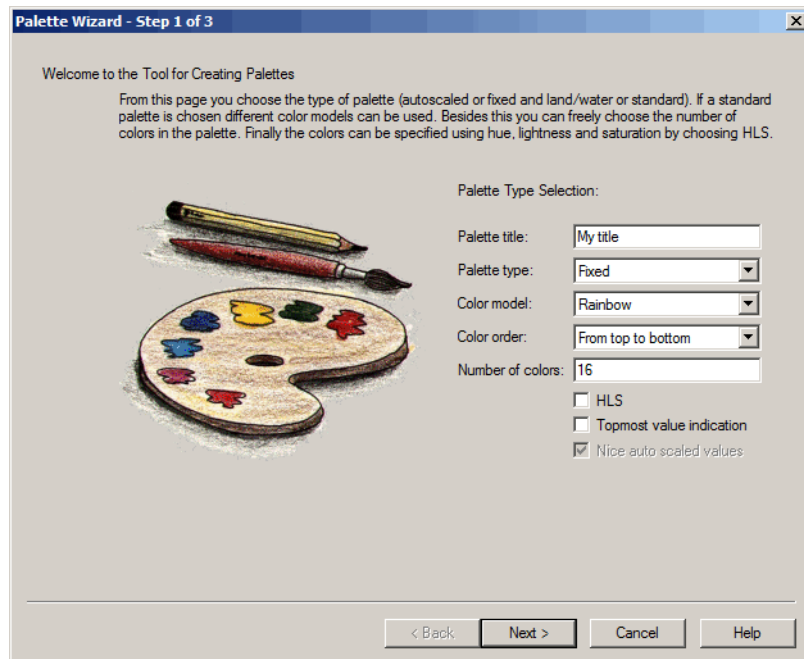 Palette Wizard - Step 1 of 3
Welcome to the Tool for Creating Palettes
From this page you choose the type of palette (autoscaled or fixed and land/water or standard). If a standard
palette is chosen different color models can be used. Besides this you can freely choose the number of
colors in the palette. Finally the colors can be specified using hue, lightness and saturation by choosing HLS.
Palette Type Selection:
Palette title: My title
Palette type: Fixed
Color model: Rainbow
Color order: From top to bottom
Number of colors: 16
HLS
Topmost value indication
Nice auto scaled values
< Back Next > Cancel Help